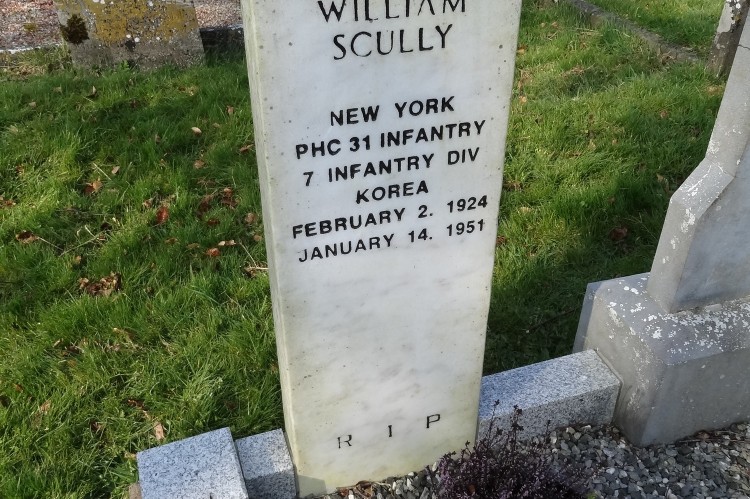 WILLIAM
SCULLY
NEW YORK
PHC 31 INFANTRY
7 INFANTRY DIV
KOREA
FEBRUARY 2. 1924
JANUARY 14. 1951
R I P